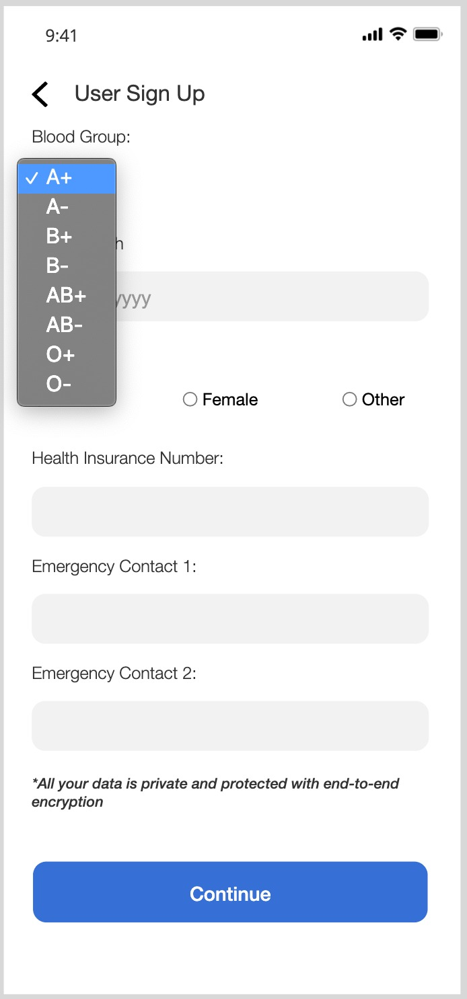 9:41
User Sign Up
Blood Group:
✓ A+
A-
B+
B-
AB+
AB-
O+
O-
h
yyyy
Female
Other
Health Insurance Number:
Emergency Contact 1:
Emergency Contact 2:
*All your data is private and protected with end-to-end
encryption
Continue